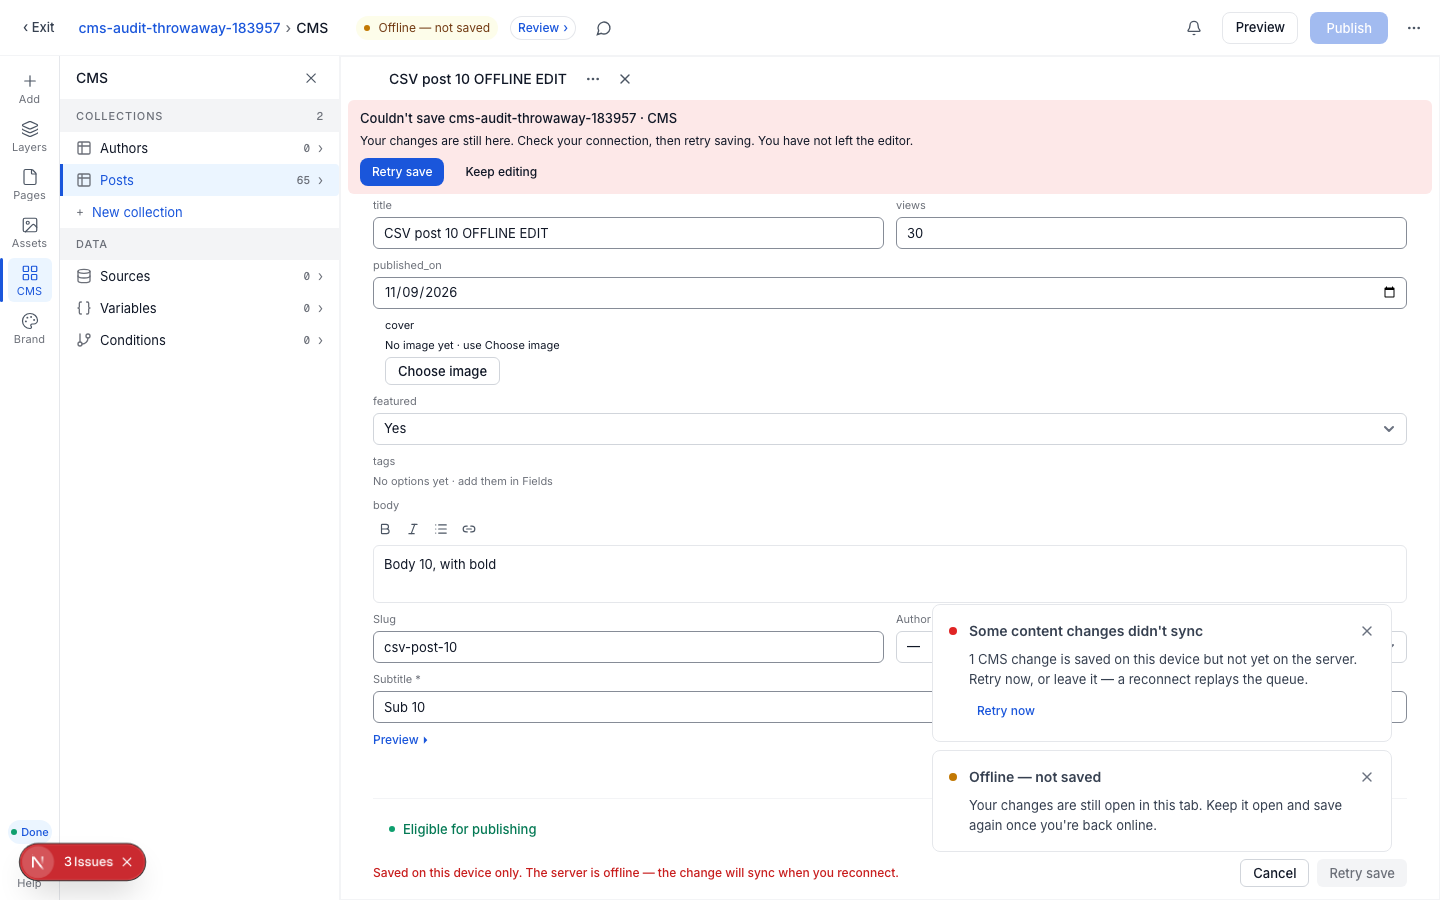 ‹ Exit
cms-audit-throwaway-183957 › CMS
Offline — not saved
Review ›
Preview
Publish
Add
Layers
Pages
Assets
CMS
Brand
Done
3 Issues
Help
CMS
COLLECTIONS 2
Authors 0 ›
Posts 65 ›
+ New collection
DATA
Sources 0 ›
Variables 0 ›
Conditions 0 ›
CSV post 10 OFFLINE EDIT
Couldn't save cms-audit-throwaway-183957 · CMS
Your changes are still here. Check your connection, then retry saving. You have not left the editor.
Retry save Keep editing
title
CSV post 10 OFFLINE EDIT
views
30
published_on
11/09/2026
cover
No image yet · use Choose image
Choose image
featured
Yes
tags
No options yet · add them in Fields
body
B I
Body 10, with bold
Slug
csv-post-10
Author
—
Subtitle *
Sub 10
Preview
Some content changes didn't sync
1 CMS change is saved on this device but not yet on the server.
Retry now, or leave it — a reconnect replays the queue.
Retry now
Offline — not saved
Your changes are still open in this tab. Keep it open and save
again once you're back online.
Eligible for publishing
Saved on this device only. The server is offline — the change will sync when you reconnect.
Cancel
Retry save